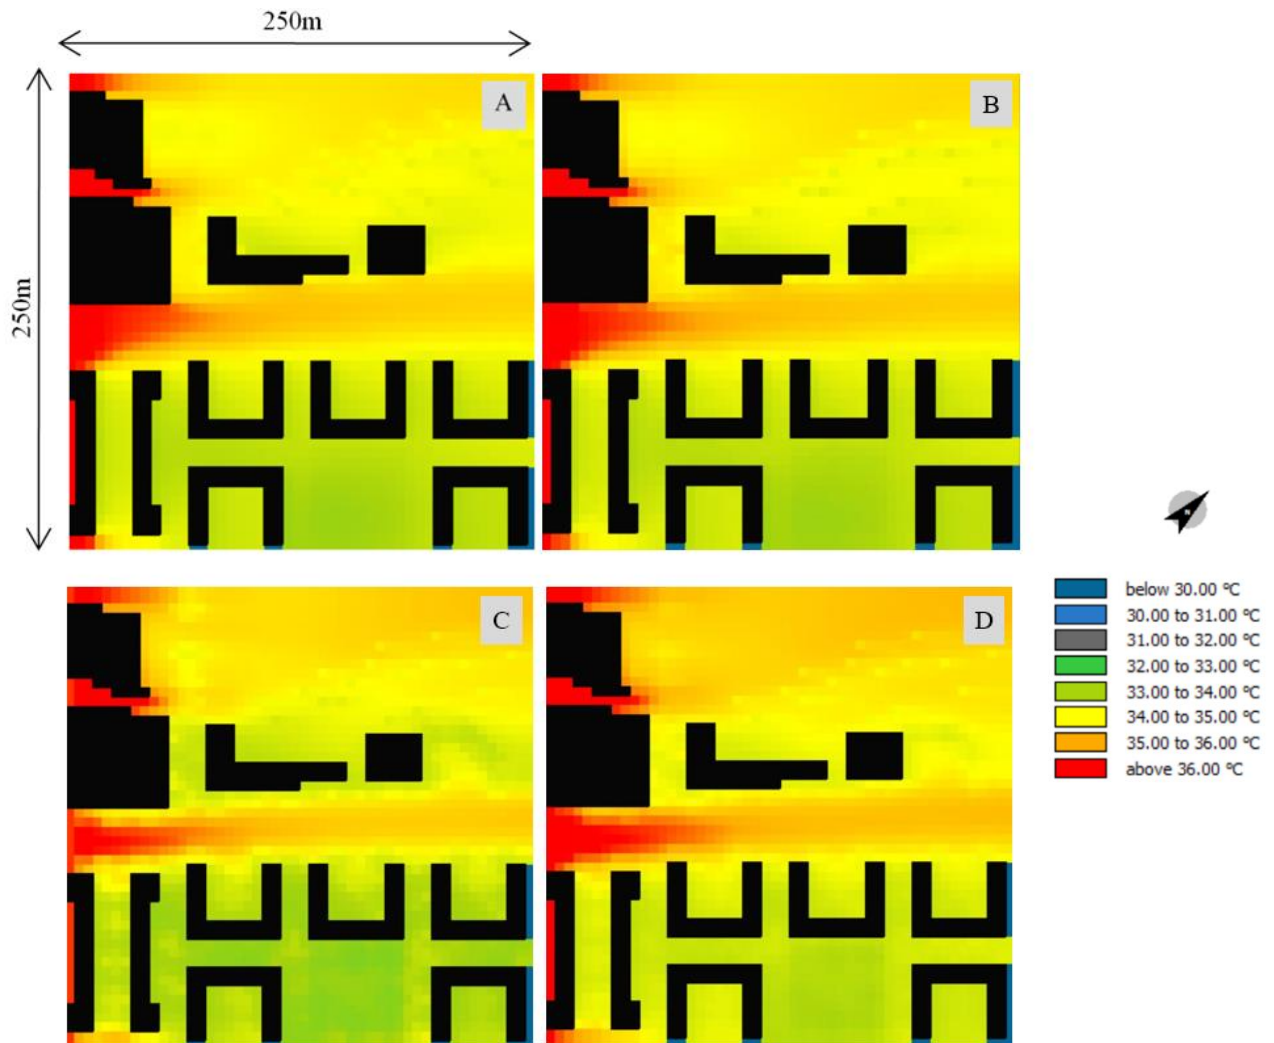 250m
250m
A
B
C
D
N
below 30.00 °C
30.00 to 31.00 °C
31.00 to 32.00 °C
32.00 to 33.00 °C
33.00 to 34.00 °C
34.00 to 35.00 °C
35.00 to 36.00 °C
above 36.00 °C